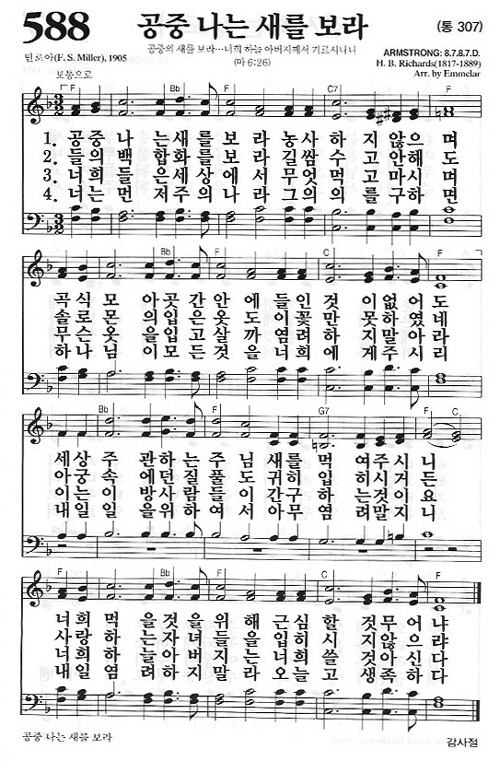 588 공중 나는 새를 보라 (통 307)
공중의 새를 보라…너희 하늘 아버지께서 기르시나니
(마 6:26)
밀로아(F. S. Miller), 1905
ARMSTRONG: 8.7.8.7.D.
H. B. Richards(1817-1889)
Arr. by Emmelar
보통으로
F Bb F C7 F
1. 공중 나 는새를 보 라 농사 하 지 않으 며
2. 들의 백 합화를 보 라 길쌈 수 고 안해 도
3. 너희 들 은세상 에 서 무엇 먹 고 마시 며
4. 너는 먼 저주의 나 라 그의 의 를 구하 면
Bb F C7 F
곡식 모 아곳간 안 에 들인 것 이없어 도
솔로 몬 의입은 옷 도 이꽃 만 못하였 네
무슨 옷 을입고 살 까 염려 하 지말아 라
하나 님 이모든 것 을 너희 에 게주시 리
Bb F G7 F C
세상 주 관하는 주 님 새를 먹 여주시 니
아궁 속 에던질 풀 도 귀히 입 히시거 든
이는 이 방사람 들 이 간구 하 는것이 요
내일 일 을위하 여 서 아무 염 려말지 니
F Bb F C7 F
너희 먹 을것을 위 해 근심 할 것무어 냐
사랑 하 는자녀 들 을 입히 시 지않으 랴
너희 하 늘아버 지 는 너희 쓸 것아신 다
내일 염 려하지 말 라 오늘 고 생족하 다
공중 나는 새를 보라
감사절